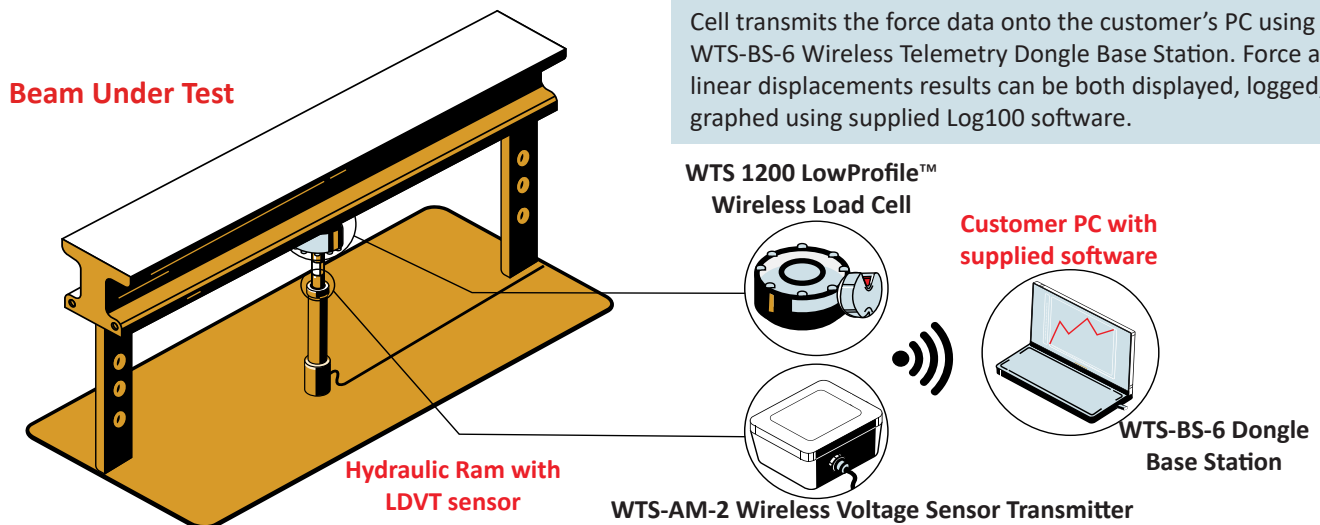 Cell transmits the force data onto the customer’s PC using
WTS-BS-6 Wireless Telemetry Dongle Base Station. Force a
linear displacements results can be both displayed, logged,
graphed using supplied Log100 software.
Beam Under Test
WTS 1200 LowProfile™
Wireless Load Cell
Customer PC with
supplied software
WTS-BS-6 Dongle
Base Station
Hydraulic Ram with
LDVT sensor
WTS-AM-2 Wireless Voltage Sensor Transmitter